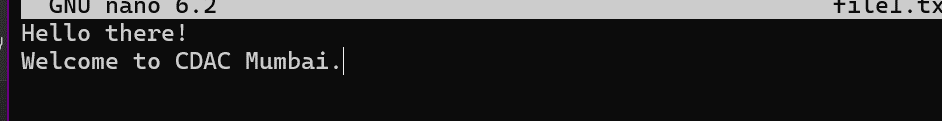 GNU nano 6.2 file1.tx
Hello there!
Welcome to CDAC Mumbai.